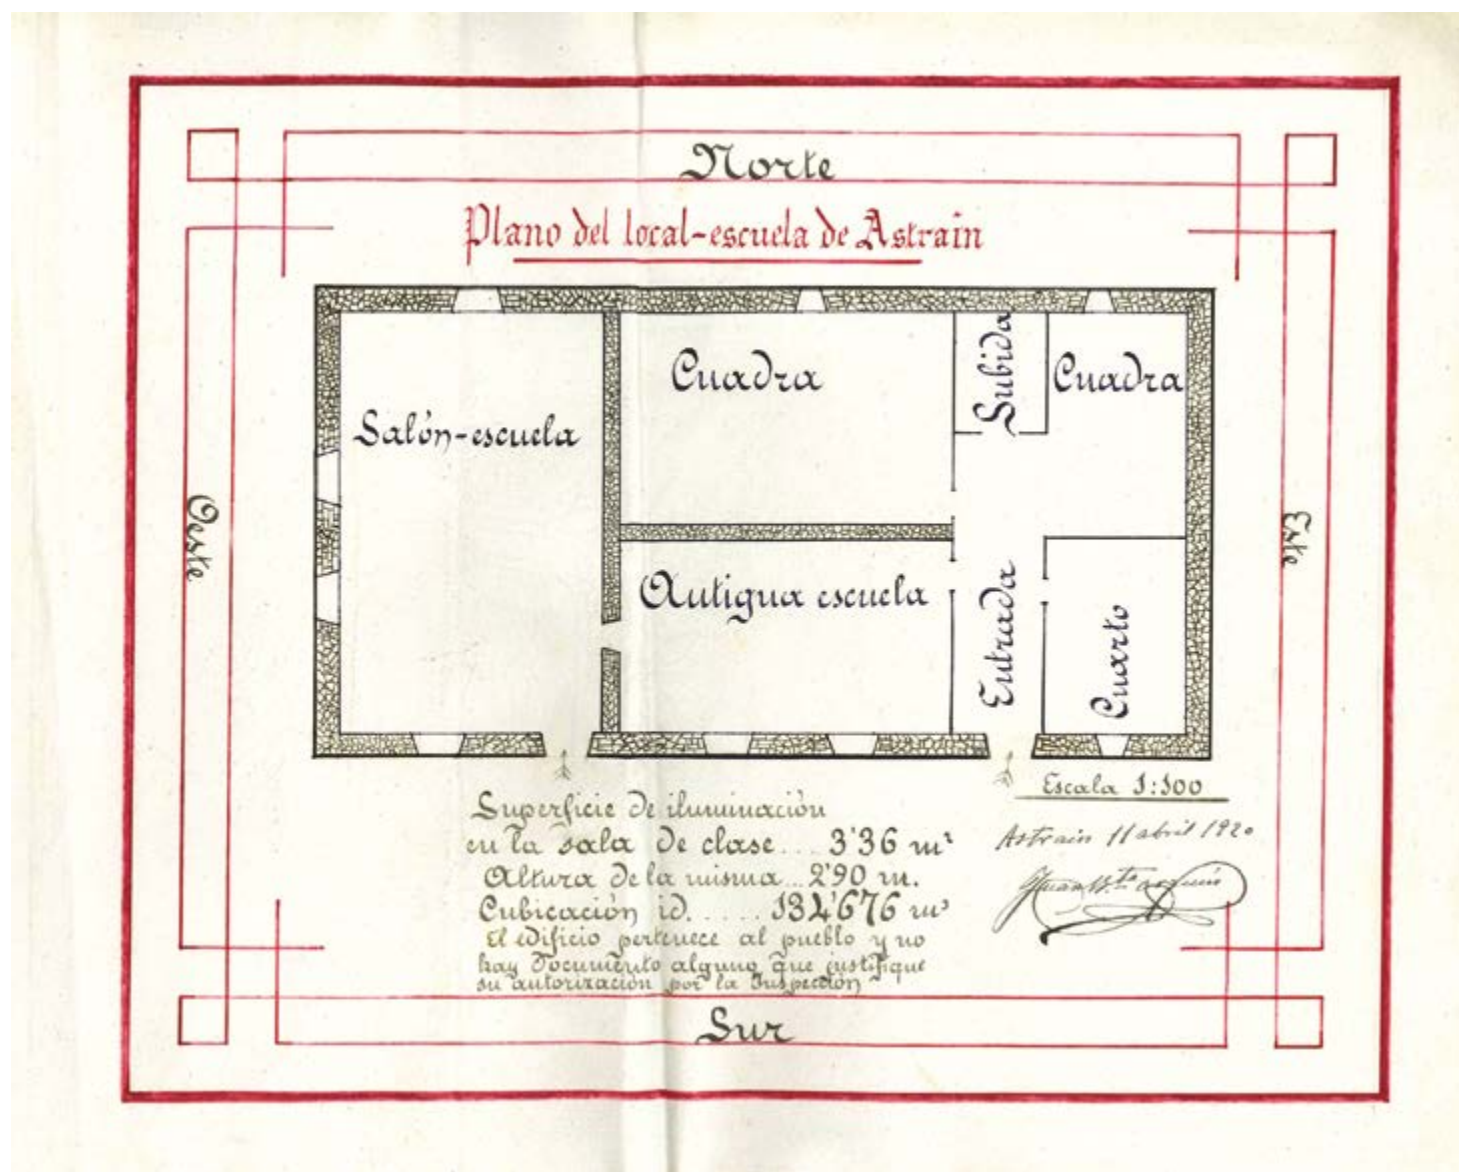 Norte
Plano del local-escuela de Astrain
Cuadra
Subida
Cuadra
Salón-escuela
Oeste
Este
Antigua escuela
Entrada
Cuarto
Superficie de iluminación
en la sala de clase... 3'36 m²
Altura de la misma... 2'90 m.
Cubicación id...... 134'676 m³
El edificio pertenece al pueblo y no
hay documento alguno que justifique
su autorización por la Inspección
Escala 1:100
Astrain 11 abril 1920
Juan
Sur